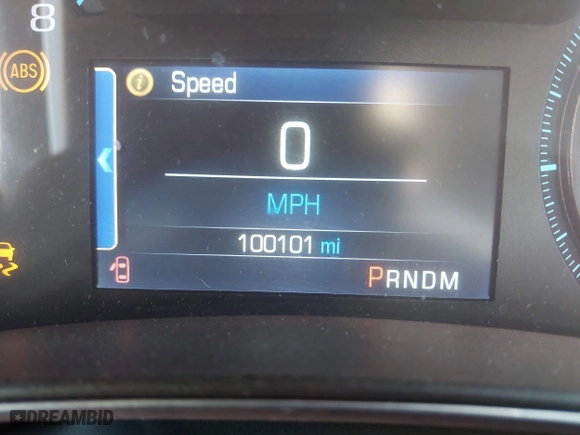 8
ABS
i Speed
0
MPH
100101 mi
PRNDM
DREAMBID